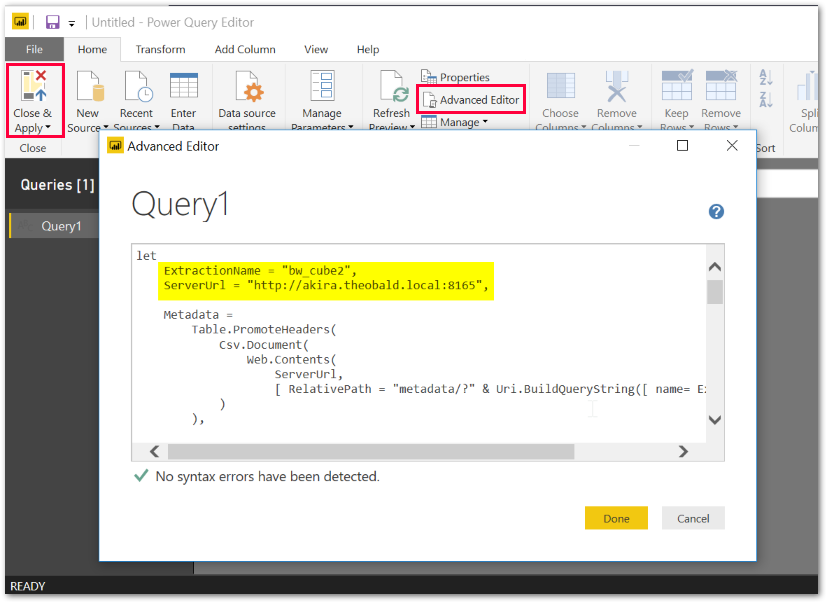 Untitled - Power Query Editor
File Home Transform Add Column View Help
Close & Apply
New Source
Recent Sources
Enter Data
Data source settings
Manage Parameters
Refresh Preview
Properties
Advanced Editor
Manage
Choose Columns
Remove Columns
Keep Rows
Remove Rows
A Z
Z A
Close
Sort
Queries [1]
Query1
Advanced Editor
Query1
?
let
ExtractionName = "bw_cube2",
ServerUrl = "http://akira.theobald.local:8165",
Metadata =
Table.PromoteHeaders(
Csv.Document(
Web.Contents(
ServerUrl,
[ RelativePath = "metadata/?" & Uri.BuildQueryString([ name=
)
),
No syntax errors have been detected.
Done Cancel
READY